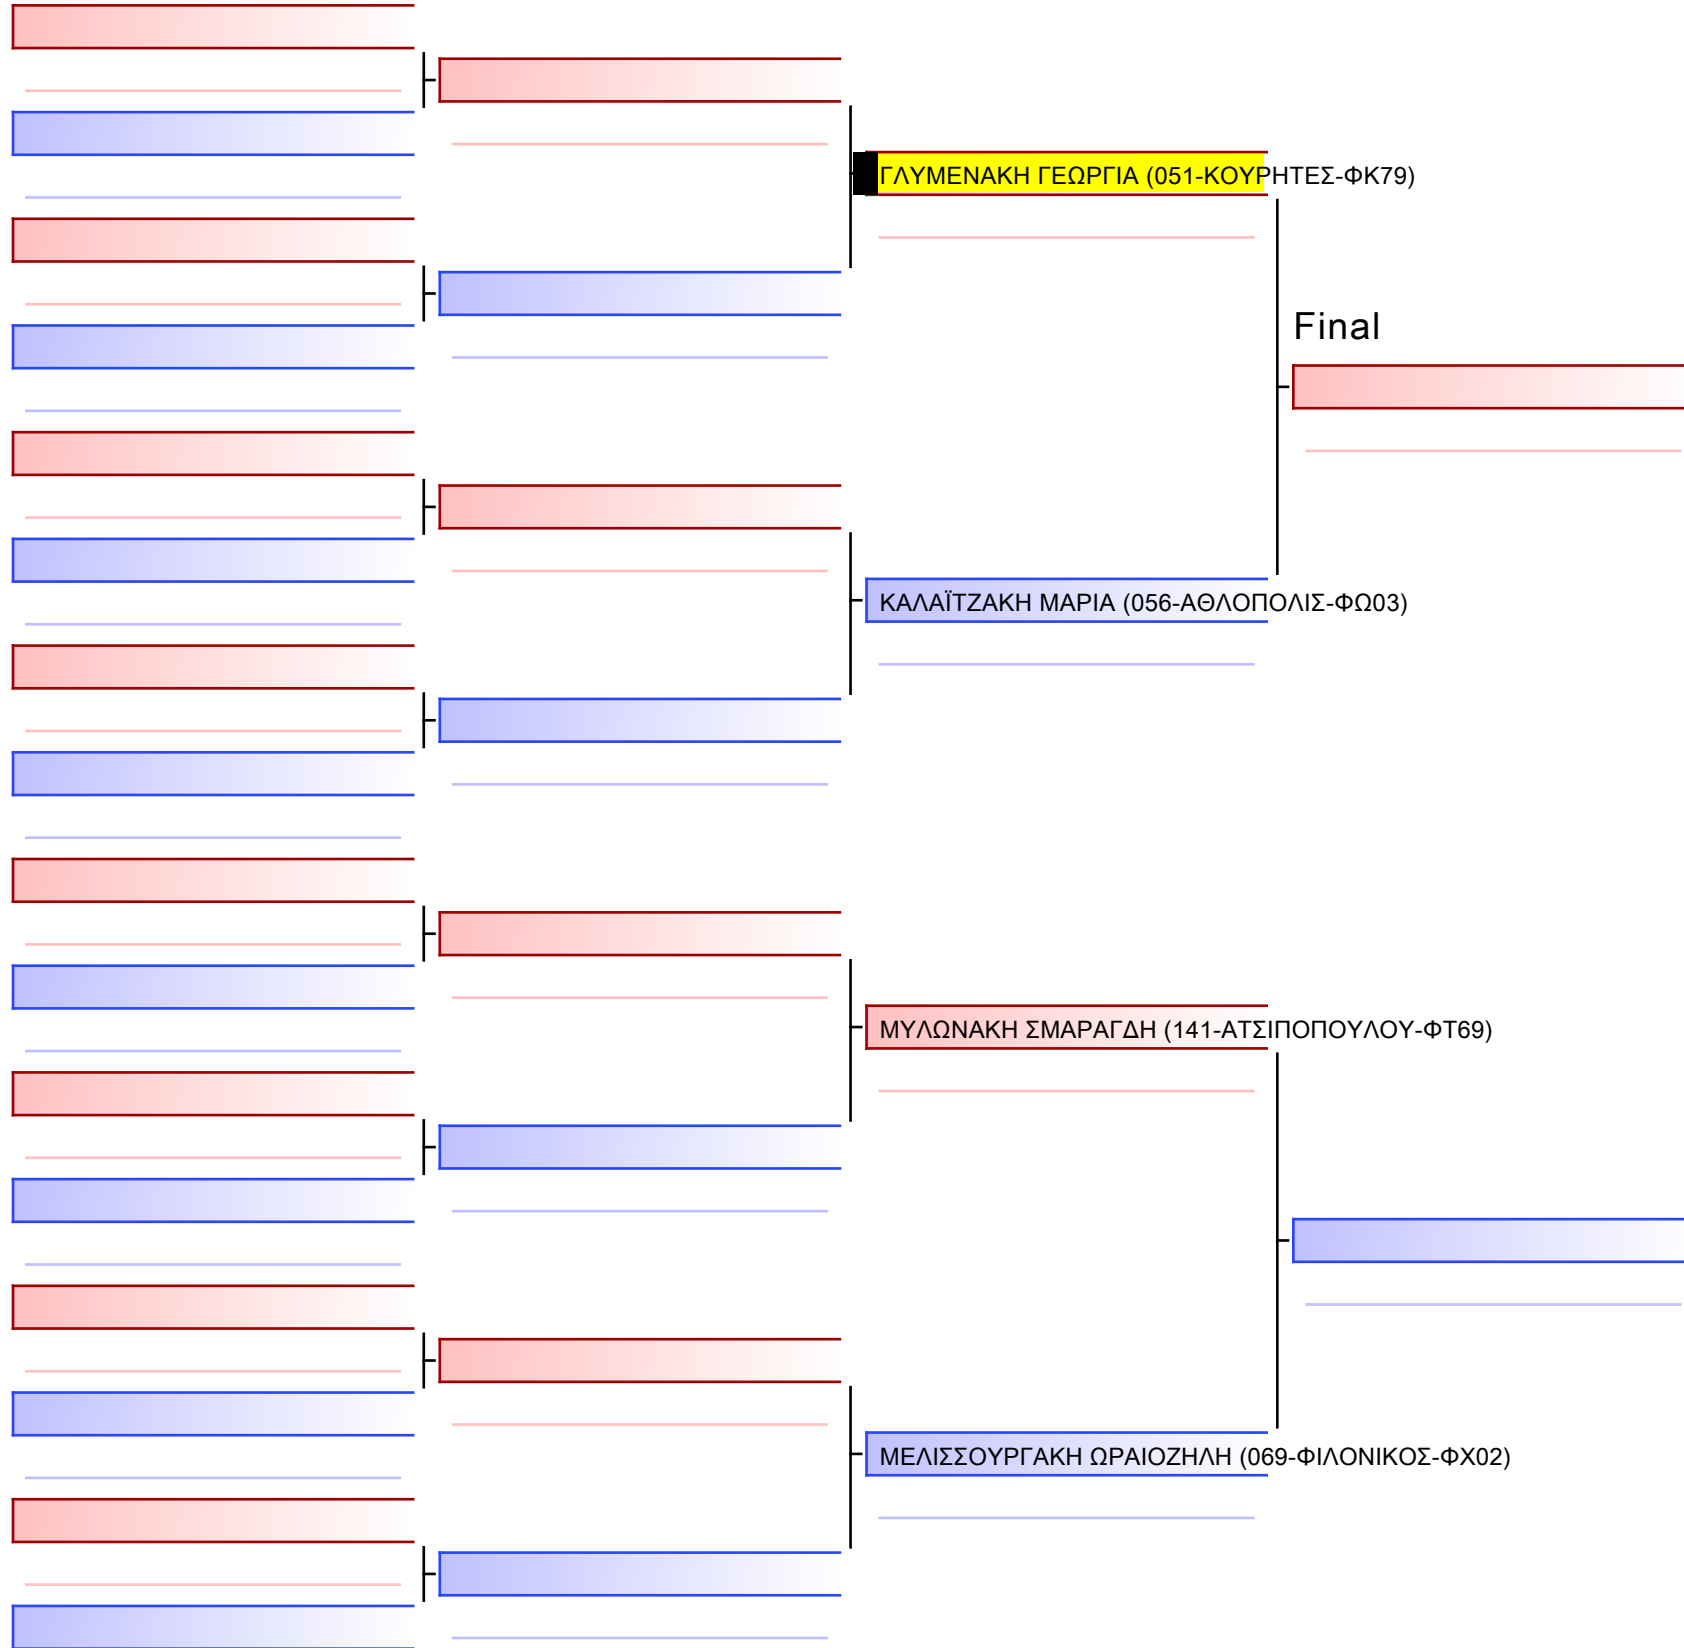 ΓΛΥΜΕΝΑΚΗ ΓΕΩΡΓΙΑ (051-ΚΟΥΡΗΤΕΣ-ΦΚ79)
Final
ΚΑΛΑΪΤΖΑΚΗ ΜΑΡΙΑ (056-ΑΘΛΟΠΟΛΙΣ-ΦΩ03)
ΜΥΛΩΝΑΚΗ ΣΜΑΡΑΓΔΗ (141-ΑΤΣΙΠΟΠΟΥΛΟΥ-ΦΤ69)
ΜΕΛΙΣΣΟΥΡΓΑΚΗ ΩΡΑΙΟΖΗΛΗ (069-ΦΙΛΟΝΙΚΟΣ-ΦΧ02)